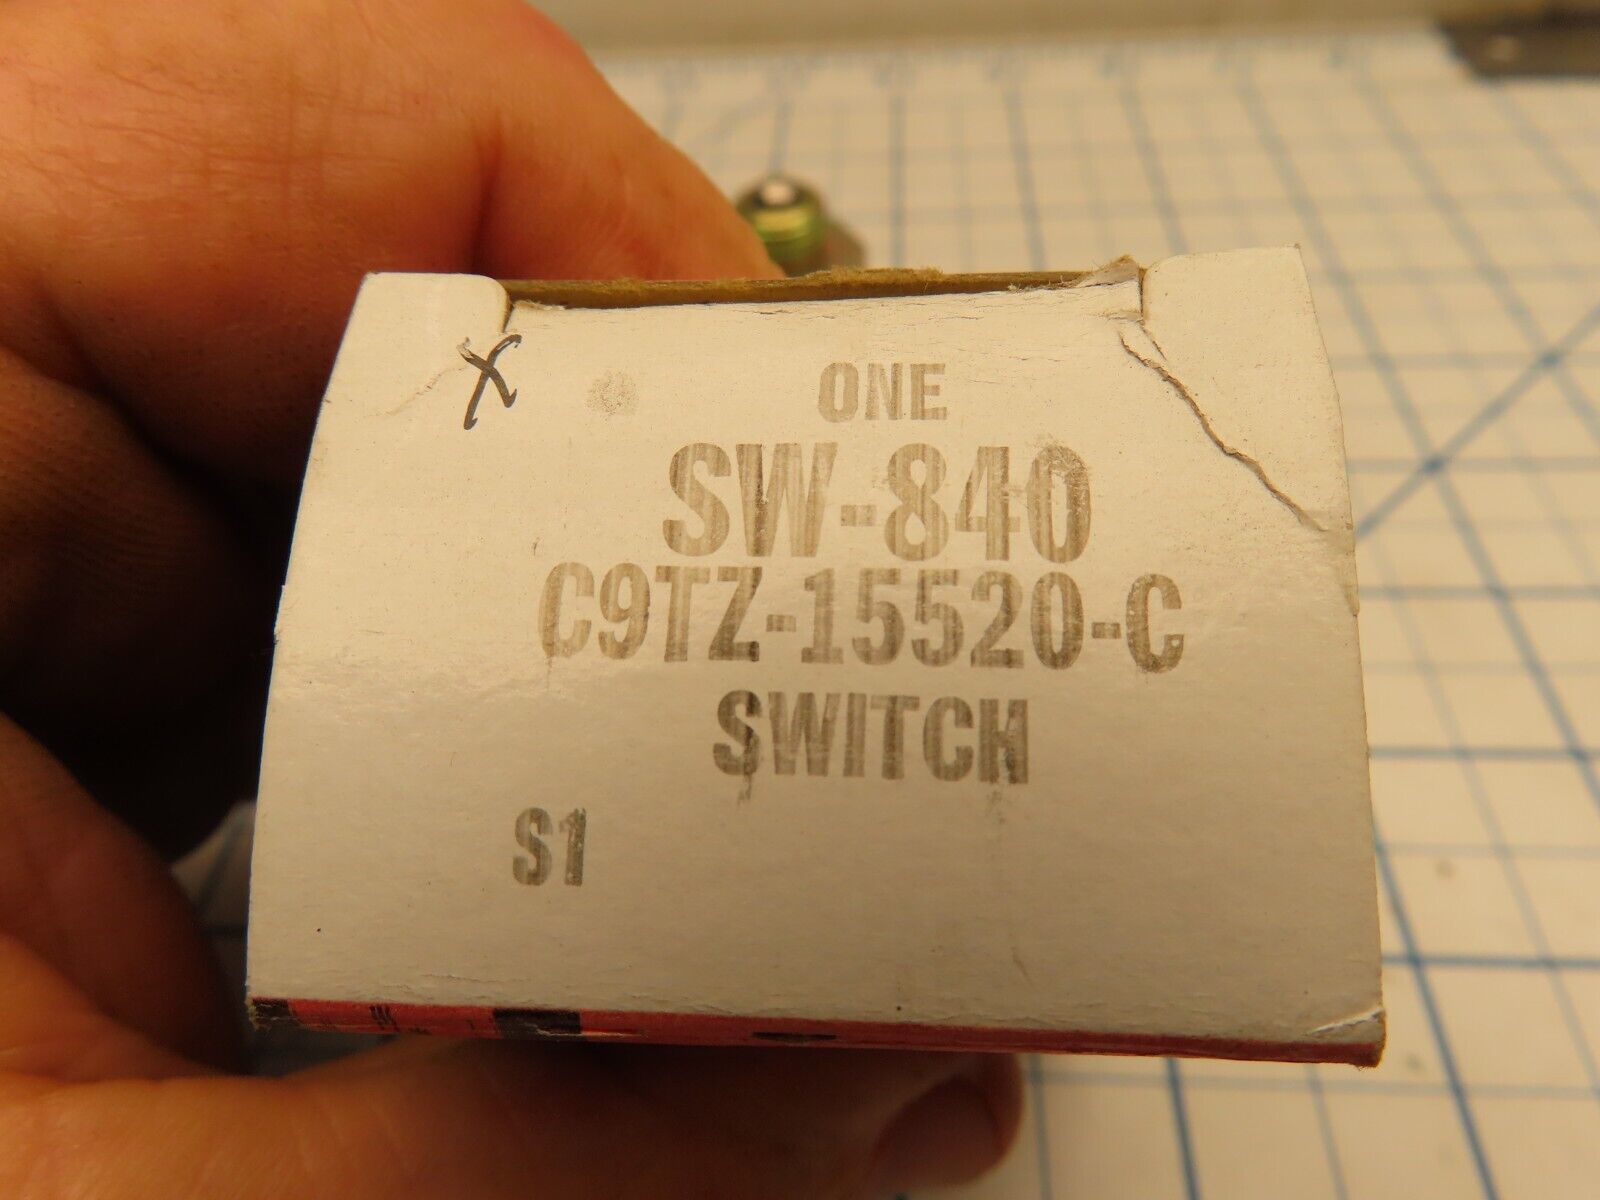 X
ONE
SW-840
C9TZ-15520-C
SWITCH
S1